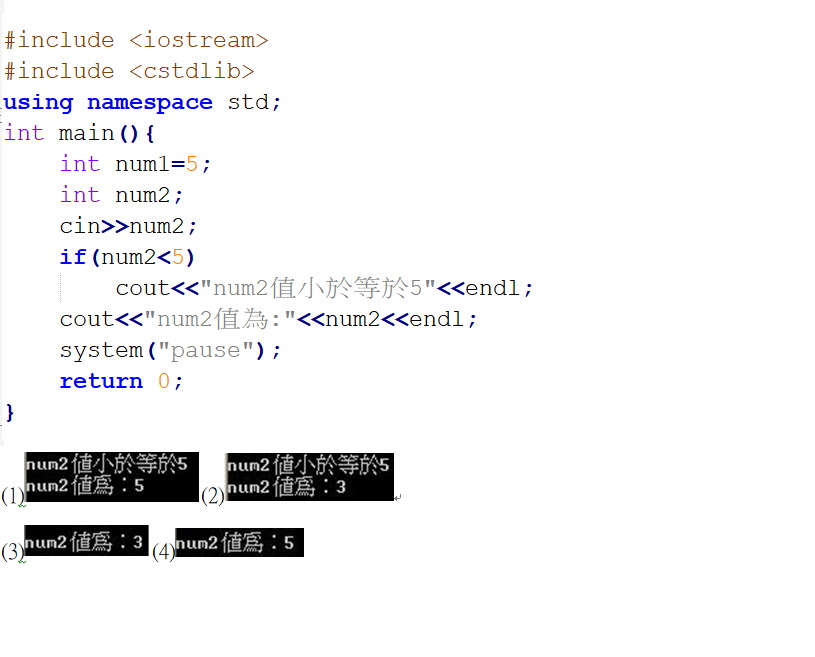 #include <iostream>
#include <cstdlib>
using namespace std;
int main(){
    int num1=5;
    int num2;
    cin>>num2;
    if(num2<5)
        cout<<"num2值小於等於5"<<endl;
    cout<<"num2值為:"<<num2<<endl;
    system("pause");
    return 0;
}
num2值小於等於5 num2值小於等於5
(1)num2值為：5 (2)num2值為：3
(3)num2值為：3 (4)num2值為：5